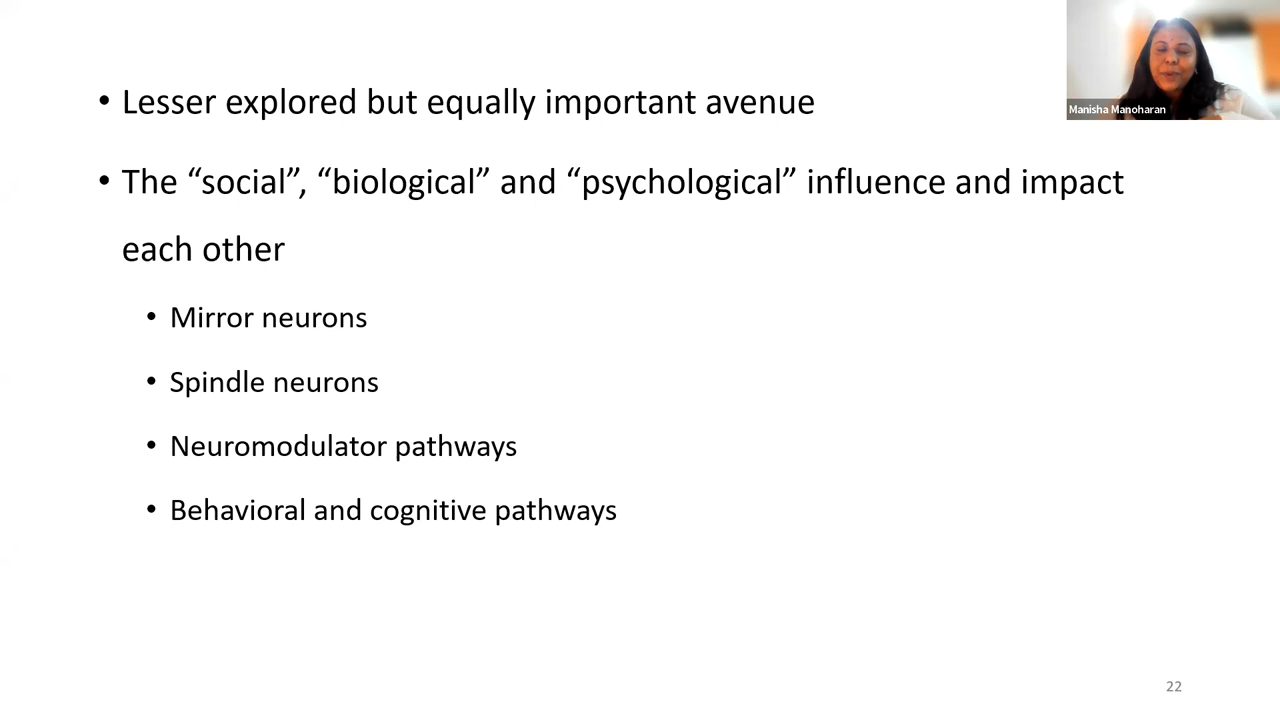 • Lesser explored but equally important avenue
Manisha Manoharan
• The “social”, “biological” and “psychological” influence and impact
each other
• Mirror neurons
• Spindle neurons
• Neuromodulator pathways
• Behavioral and cognitive pathways
22